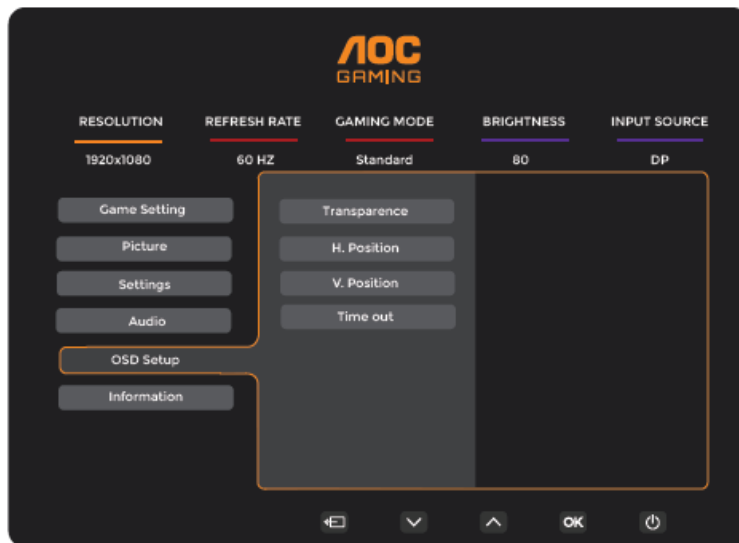 AOC
GAMING
RESOLUTION REFRESH RATE GAMING MODE BRIGHTNESS INPUT SOURCE
1920x1080 60 HZ Standard 80 DP
Game Setting
Picture
Settings
Audio
OSD Setup
Information
Transparence
H. Position
V. Position
Time out
OK